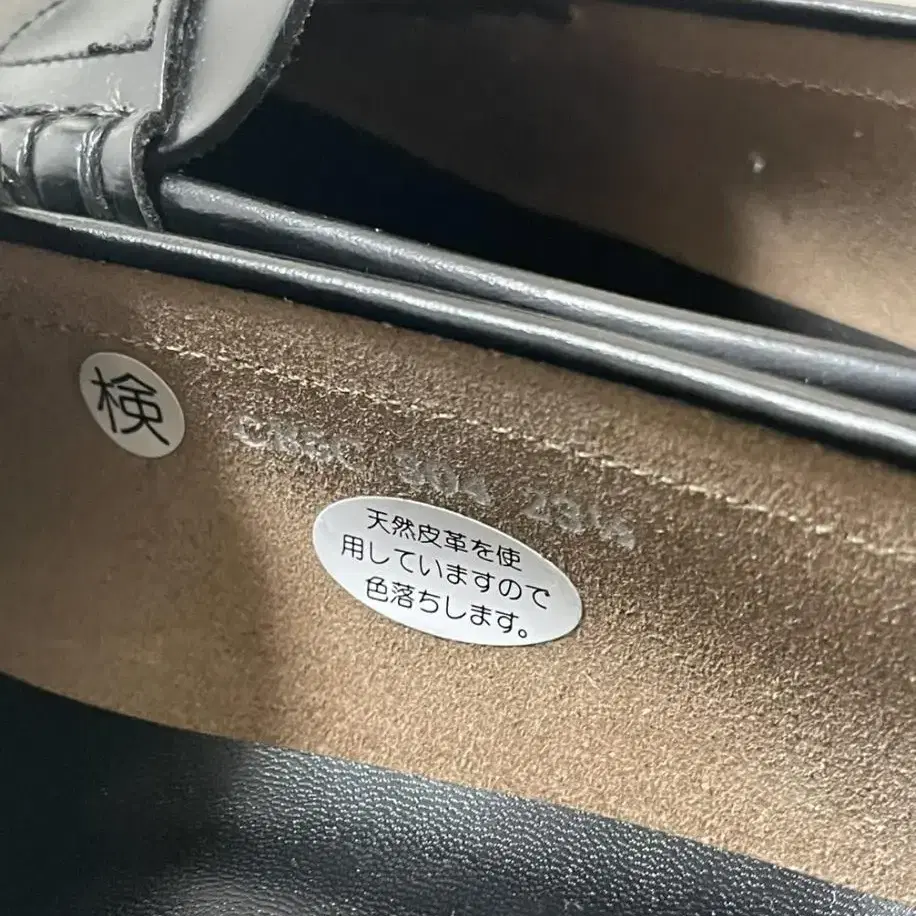 検
天然皮革を使
用していますので
色落ちします。